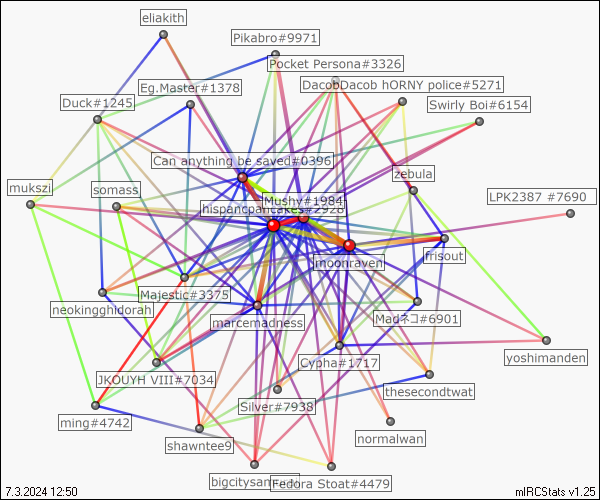 eliakith
Pikabro#9971
Pocket Persona#3326
Eg.Master#1378
DacobDacob hORNY police#5271
Duck#1245
Swirly Boi#6154
Can anything be saved#0396
zebula
mukszi
somass
Mushy#1984
LPK2387 #7690
hispanopancakes#2928
moonraven
frisout
Majestic#3375
neokingghidorah
marcemadness
Madネコ#6901
Cypha#1717
yoshimanden
JKOUYH VIII#7034
thesecondtwat
Silver#7938
ming#4742
shawntee9
normalwan
bigcitysam
Fedora Stoat#4479
7.3.2024 12:50
mIRCStats v1.25